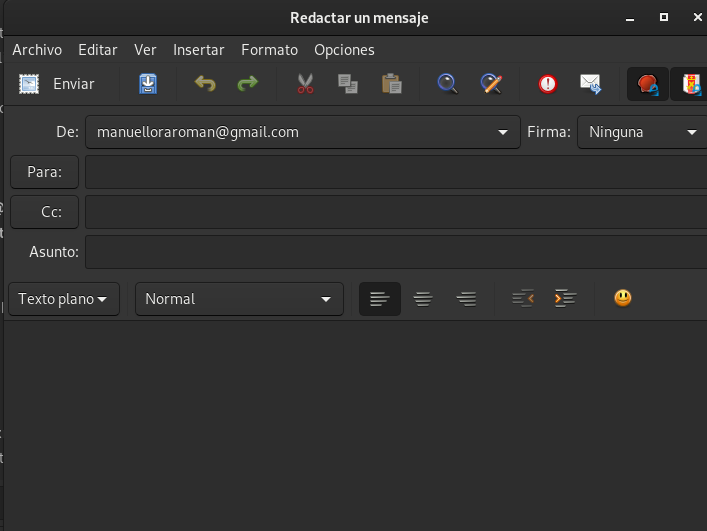 Redactar un mensaje
Archivo Editar Ver Insertar Formato Opciones
Enviar
De: manuelloraroman@gmail.com Firma: Ninguna
Para:
Cc:
Asunto:
Texto plano Normal